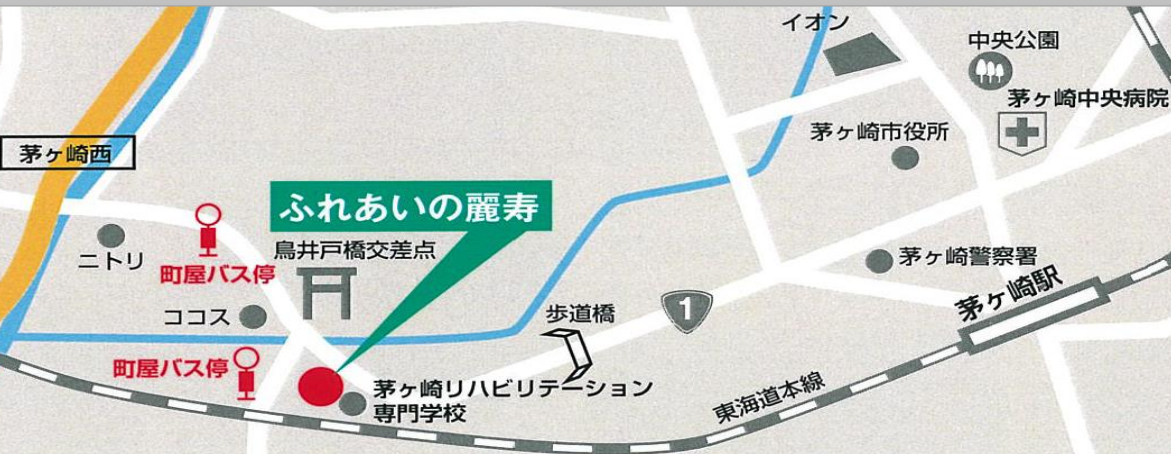 イオン
中央公園
茅ヶ崎中央病院
茅ヶ崎市役所
茅ヶ崎西
ふれあいの麗寿
鳥井戸橋交差点
ニトリ
町屋バス停
茅ヶ崎警察署
茅ヶ崎駅
ココス
歩道橋
1
町屋バス停
茅ヶ崎リハビリテーション
専門学校
東海道本線